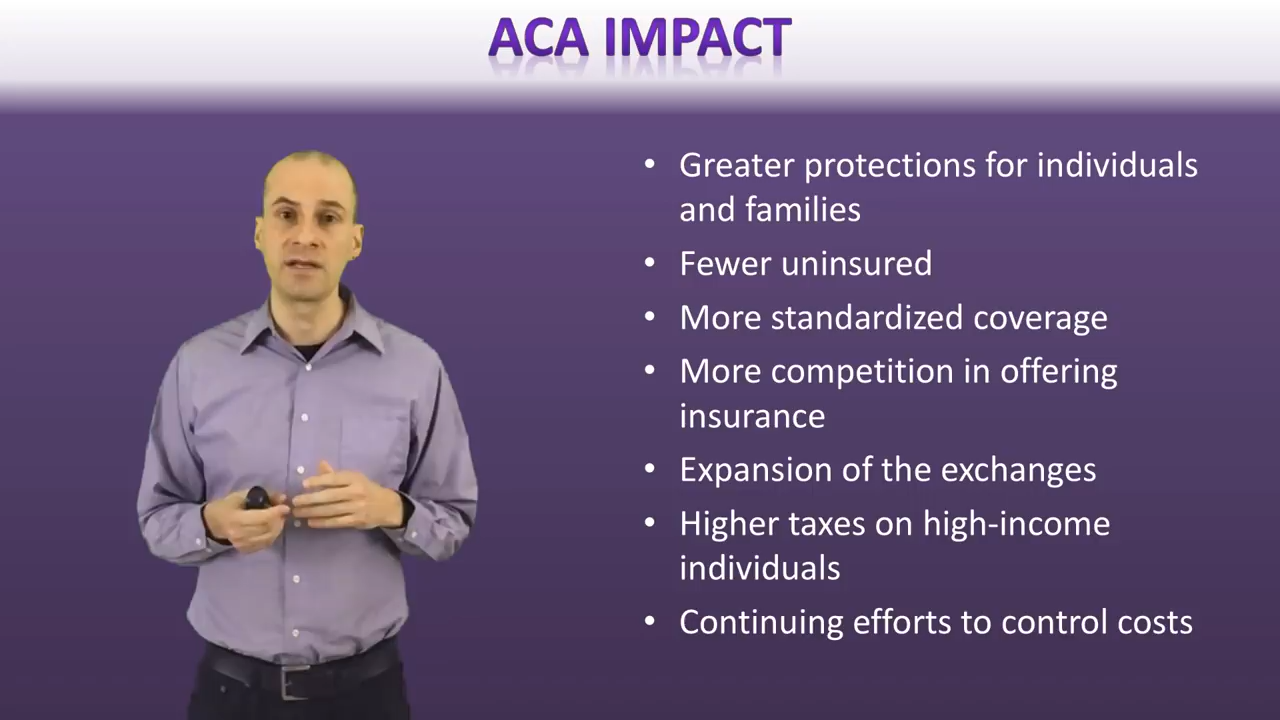 ACA IMPACT
• Greater protections for individuals
and families
• Fewer uninsured
• More standardized coverage
• More competition in offering
insurance
• Expansion of the exchanges
• Higher taxes on high-income
individuals
• Continuing efforts to control costs